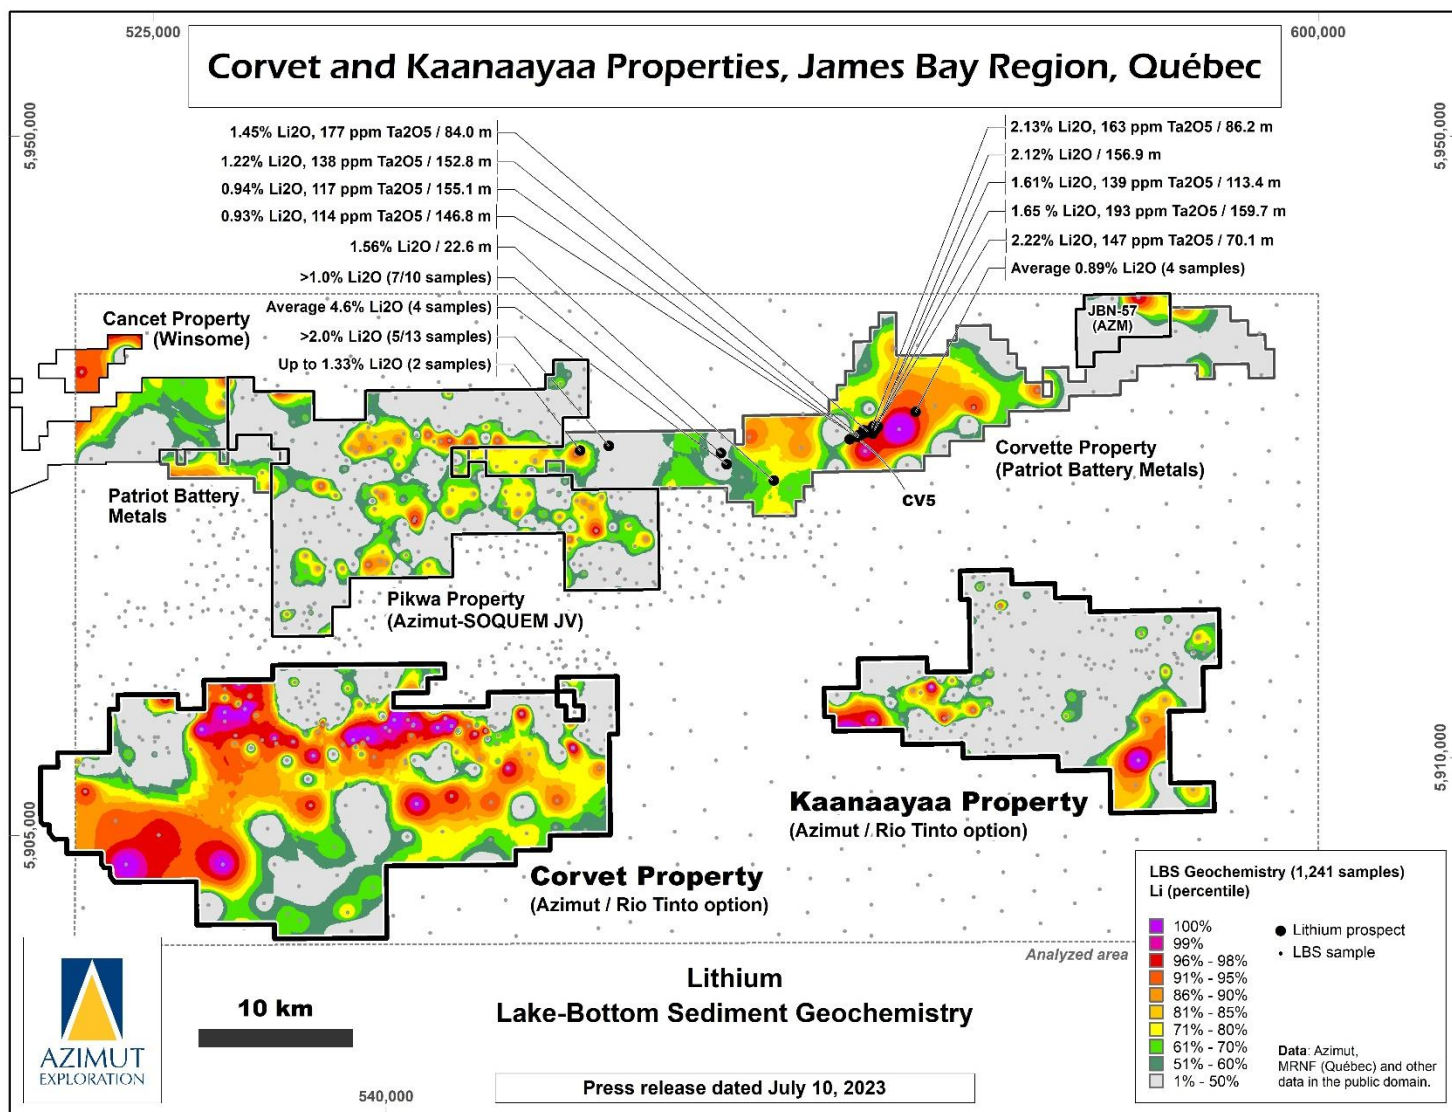 525,000
600,000
Corvet and Kaanaayaa Properties, James Bay Region, Québec
5,950,000
5,950,000
1.45% Li2O, 177 ppm Ta2O5 / 84.0 m
1.22% Li2O, 138 ppm Ta2O5 / 152.8 m
0.94% Li2O, 117 ppm Ta2O5 / 155.1 m
0.93% Li2O, 114 ppm Ta2O5 / 146.8 m
1.56% Li2O / 22.6 m
>1.0% Li2O (7/10 samples)
Average 4.6% Li2O (4 samples)
>2.0% Li2O (5/13 samples)
Up to 1.33% Li2O (2 samples)
2.13% Li2O, 163 ppm Ta2O5 / 86.2 m
2.12% Li2O / 156.9 m
1.61% Li2O, 139 ppm Ta2O5 / 113.4 m
1.65 % Li2O, 193 ppm Ta2O5 / 159.7 m
2.22% Li2O, 147 ppm Ta2O5 / 70.1 m
Average 0.89% Li2O (4 samples)
Cancet Property
(Winsome)
JBN-57
(AZM)
Corvette Property
(Patriot Battery Metals)
CV5
Patriot Battery
Metals
Pikwa Property
(Azimut-SOQUEM JV)
5,910,000
5,905,000
Kaanaayaa Property
(Azimut / Rio Tinto option)
Corvet Property
(Azimut / Rio Tinto option)
Analyzed area
LBS Geochemistry (1,241 samples)
Li (percentile)
100%
99%
96% - 98%
91% - 95%
86% - 90%
81% - 85%
71% - 80%
61% - 70%
51% - 60%
1% - 50%
Lithium prospect
LBS sample
Data: Azimut,
MRNF (Québec) and other
data in the public domain.
Lithium
Lake-Bottom Sediment Geochemistry
10 km
AZIMUT
EXPLORATION
Press release dated July 10, 2023
540,000